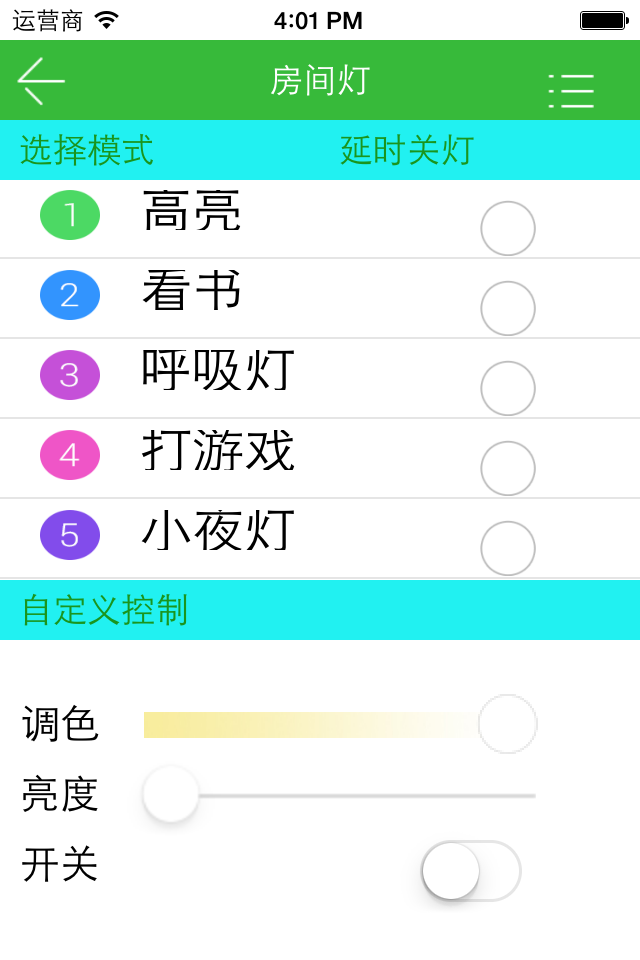 运营商 4:01 PM
房间灯
选择模式 延时关灯
1 高亮
2 看书
3 呼吸灯
4 打游戏
5 小夜灯
自定义控制
调色
亮度
开关